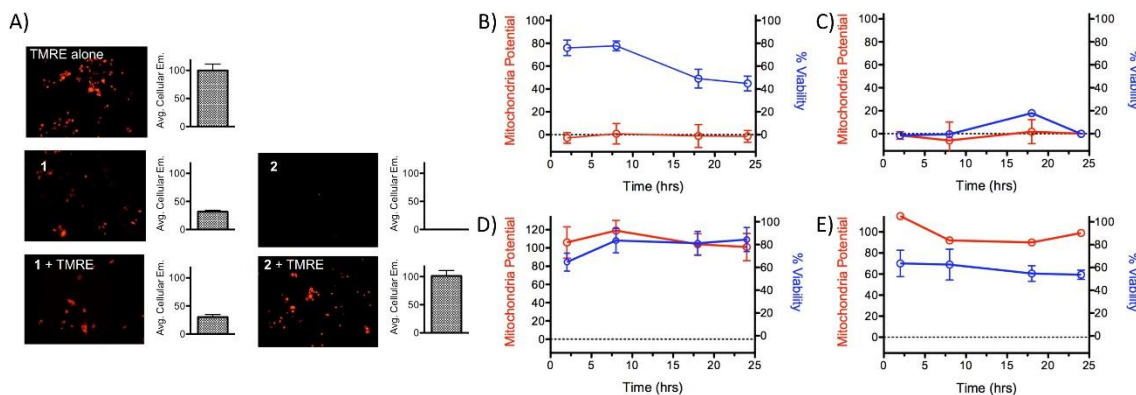 A)
TMRE alone
Avg. Cellular Em.
100
50
0
1
Avg. Cellular Em.
100
50
0
2
Avg. Cellular Em.
100
50
0
1 + TMRE
Avg. Cellular Em.
100
50
0
2 + TMRE
Avg. Cellular Em.
100
50
0
B)
Mitochondria Potential
100
80
60
40
20
0
100
80
60
40
20
0
% Viability
0 5 10 15 20 25
Time (hrs)
C)
Mitochondria Potential
100
80
60
40
20
0
100
80
60
40
20
0
% Viability
0 5 10 15 20 25
Time (hrs)
D)
Mitochondria Potential
120
100
80
60
40
20
0
100
80
60
40
20
0
% Viability
0 5 10 15 20 25
Time (hrs)
E)
Mitochondria Potential
100
80
60
40
20
0
100
80
60
40
20
0
% Viability
0 5 10 15 20 25
Time (hrs)